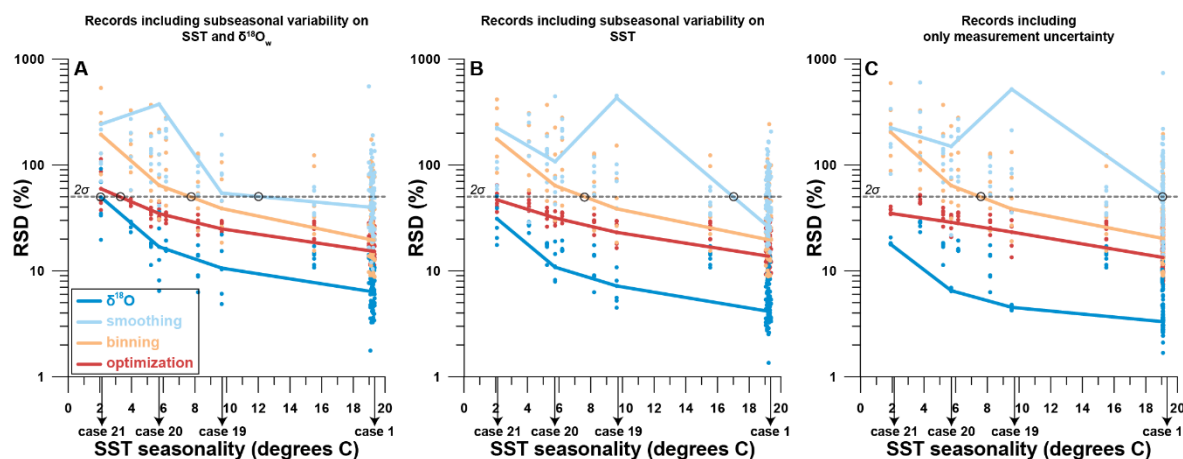 Records including subseasonal variability on
SST and δ¹⁸Ow
Records including subseasonal variability on
SST
Records including
only measurement uncertainty
1000
100
10
1
RSD (%)
A
2σ
δ¹⁸O
smoothing
binning
optimization
0 2 4 6 8 10 12 14 16 18 20
case 21 case 20 case 19 case 1
SST seasonality (degrees C)
1000
100
10
1
RSD (%)
B
2σ
0 2 4 6 8 10 12 14 16 18 20
case 21 case 20 case 19 case 1
SST seasonality (degrees C)
1000
100
10
1
RSD (%)
C
2σ
0 2 4 6 8 10 12 14 16 18 20
case 21 case 20 case 19 case 1
SST seasonality (degrees C)